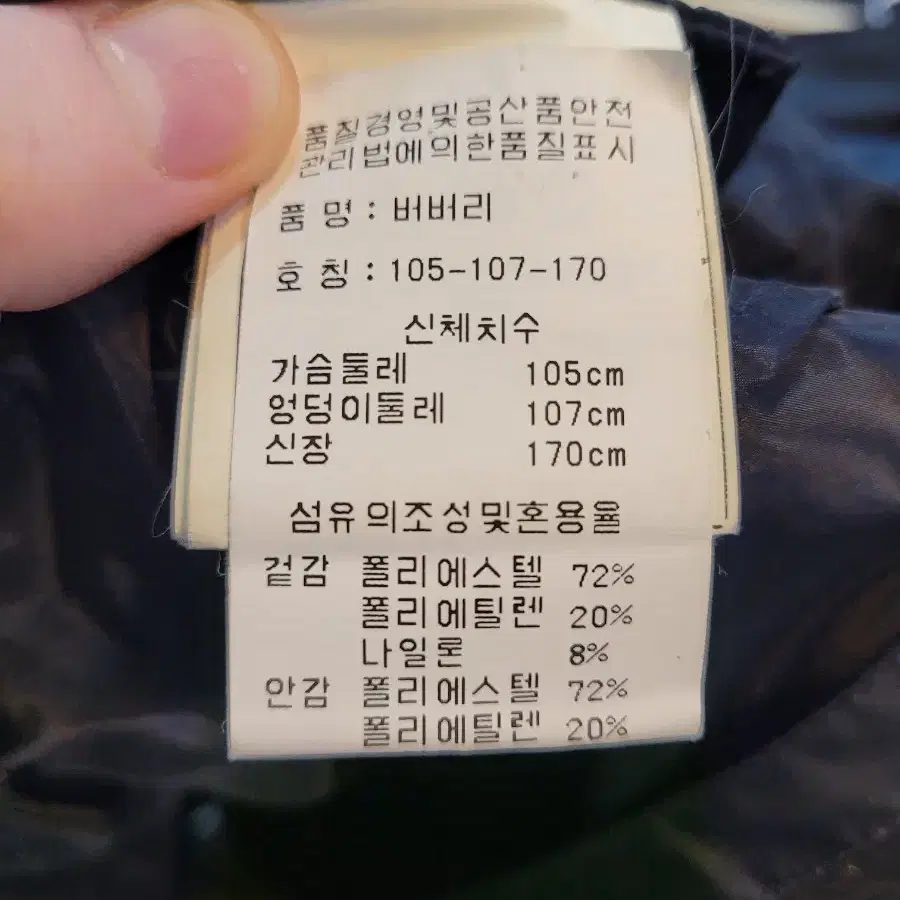 품질경영및공산품안전
관리법에의한품질표시
품 명 : 버버리
호 칭 : 105-107-170
신체치수
가슴둘레 105cm
엉덩이둘레 107cm
신장 170cm
섬유의조성및혼용율
겉감 폴리에스텔 72%
폴리에틸렌 20%
나일론 8%
안감 폴리에스텔 72%
폴리에틸렌 20%